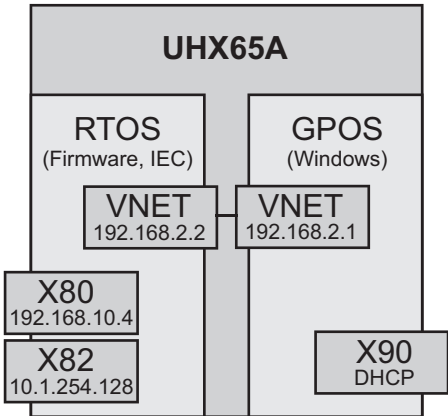 UHX65A
RTOS
(Firmware, IEC)
GPOS
(Windows)
VNET
192.168.2.2
VNET
192.168.2.1
X80
192.168.10.4
X82
10.1.254.128
X90
DHCP